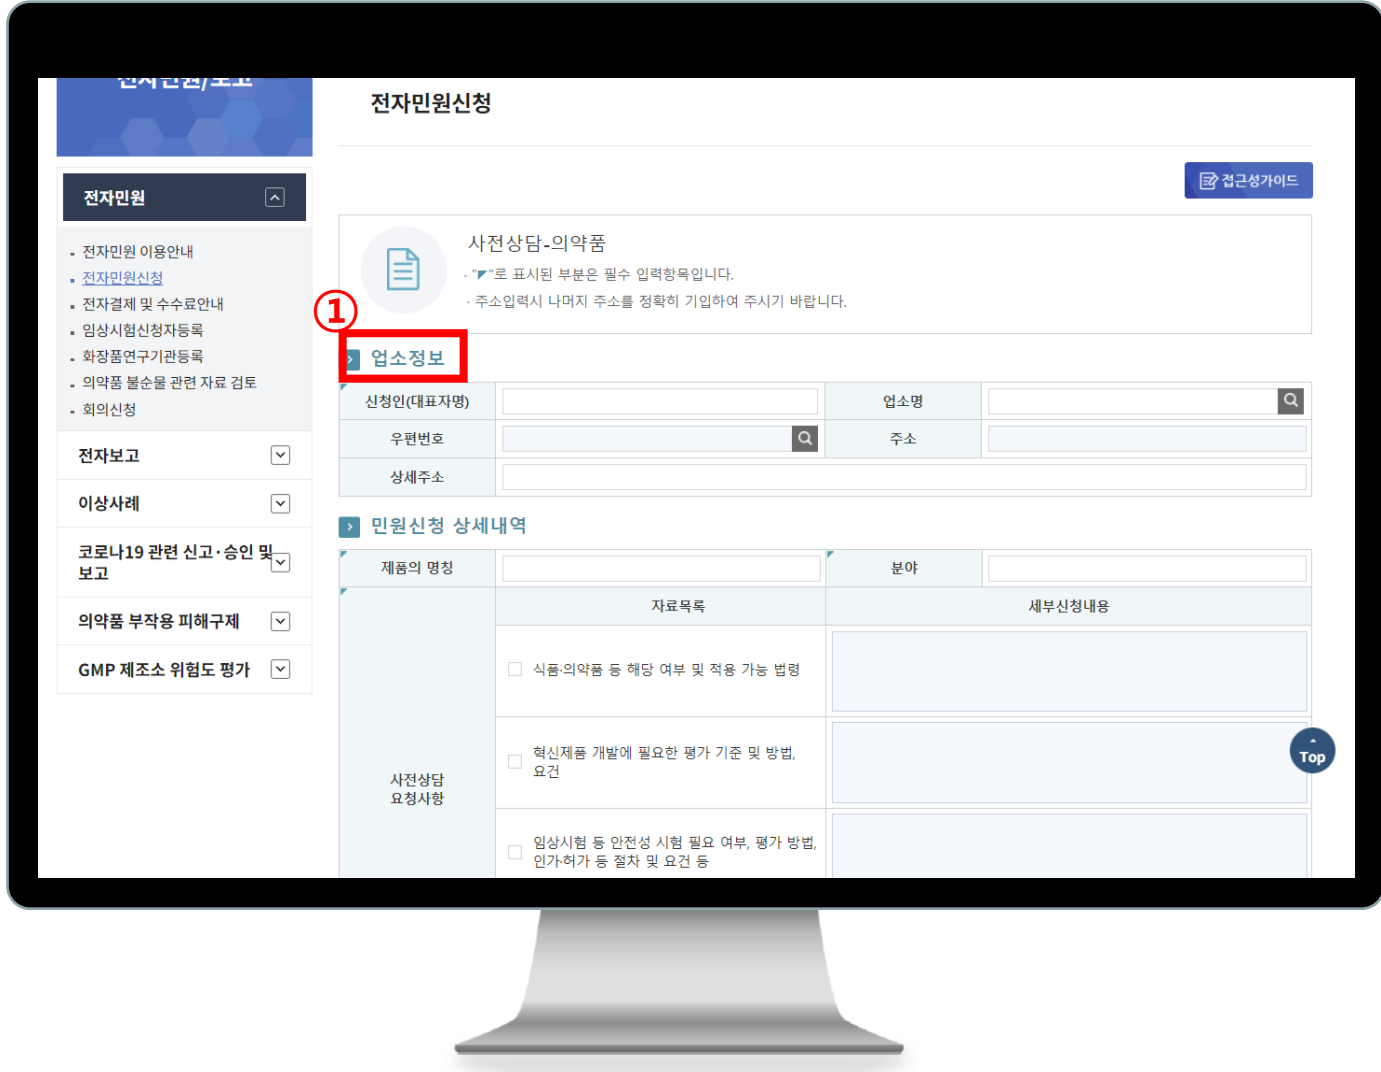 전자민원/보고
전자민원
전자민원 이용안내
전자민원신청
전자결제 및 수수료안내
임상시험신청자등록
화장품연구기관등록
의약품 불순물 관련 자료 검토
회의신청
전자보고
이상사례
코로나19 관련 신고·승인 및
보고
의약품 부작용 피해구제
GMP 제조소 위험도 평가
전자민원신청
접근성가이드
사전상담-의약품
· "◤"로 표시된 부분은 필수 입력항목입니다.
· 주소입력시 나머지 주소를 정확히 기입하여 주시기 바랍니다.
①
업소정보
신청인(대표자명) 업소명
우편번호 주소
상세주소
민원신청 상세내역
제품의 명칭 분야
자료목록 세부신청내용
사전상담
요청사항
식품·의약품 등 해당 여부 및 적용 가능 법령
혁신제품 개발에 필요한 평가 기준 및 방법,
요건
임상시험 등 안전성 시험 필요 여부, 평가 방법,
인가·허가 등 절차 및 요건 등
Top